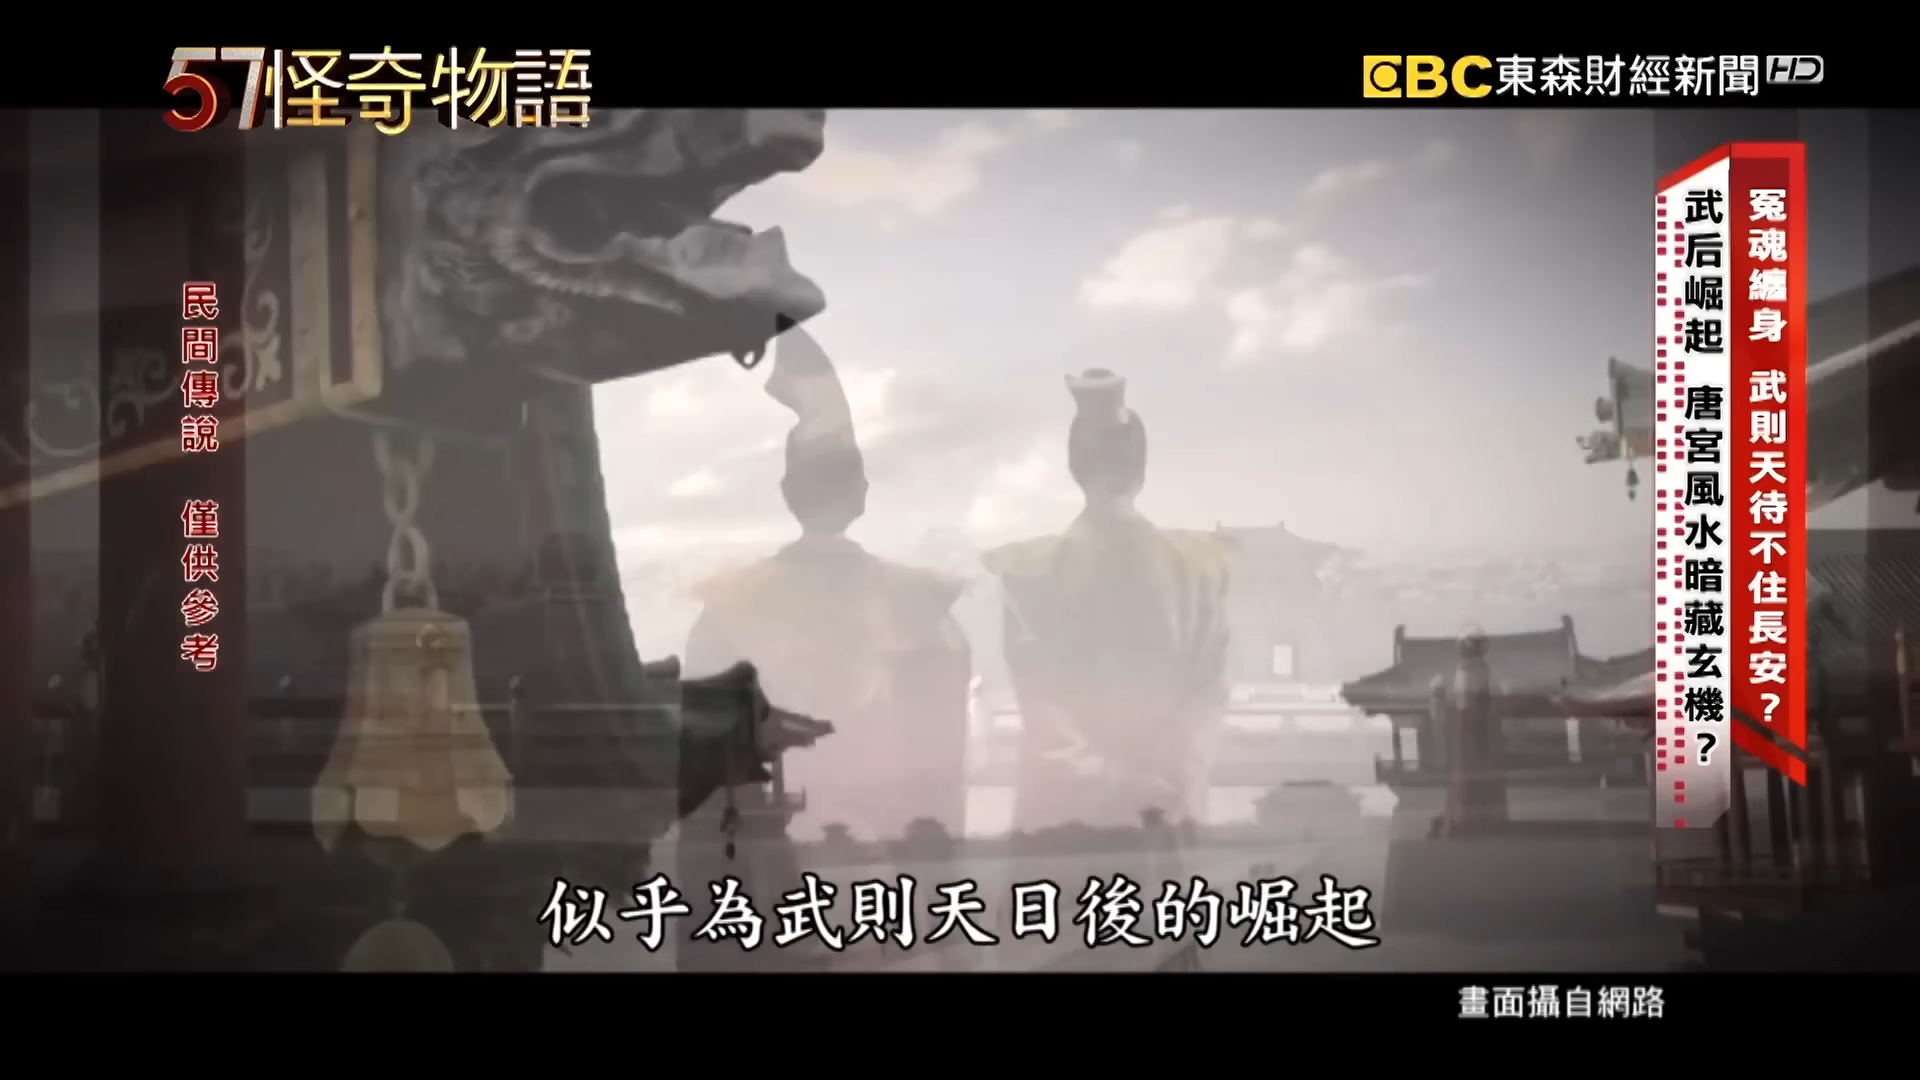 57怪奇物語
EBC東森財經新聞HD
冤魂纏身 武則天待不住長安？
武后崛起 唐宮風水暗藏玄機？
民間傳說 僅供參考
似乎為武則天日後的崛起
畫面攝自網路